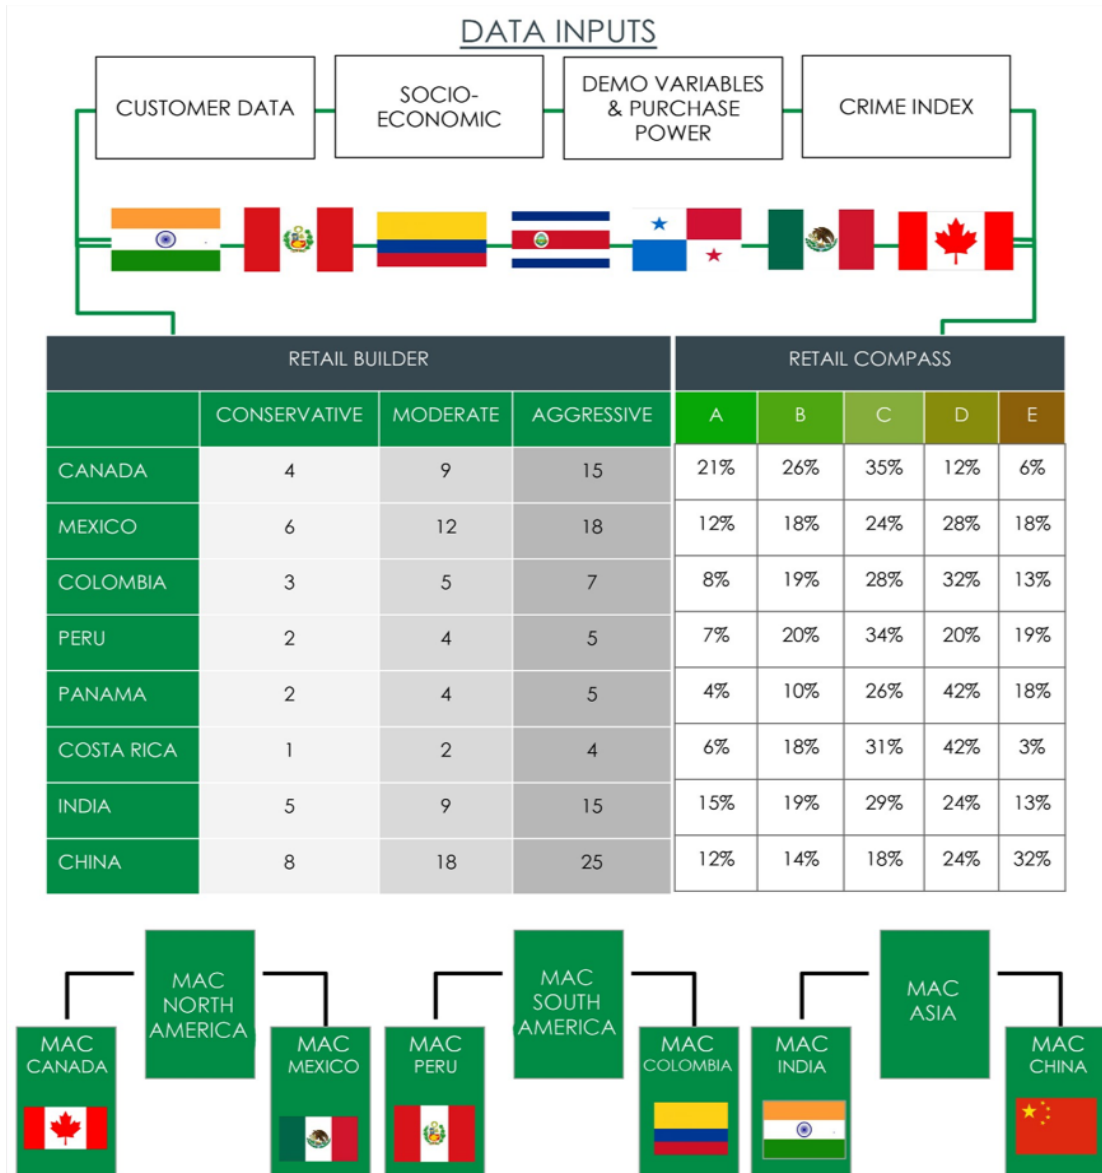 DATA INPUTS
CUSTOMER DATA
SOCIO-
ECONOMIC
DEMO VARIABLES
& PURCHASE
POWER
CRIME INDEX
RETAIL BUILDER
RETAIL COMPASS
CONSERVATIVE MODERATE AGGRESSIVE A B C D E
CANADA 4 9 15 21% 26% 35% 12% 6%
MEXICO 6 12 18 12% 18% 24% 28% 18%
COLOMBIA 3 5 7 8% 19% 28% 32% 13%
PERU 2 4 5 7% 20% 34% 20% 19%
PANAMA 2 4 5 4% 10% 26% 42% 18%
COSTA RICA 1 2 4 6% 18% 31% 42% 3%
INDIA 5 9 15 15% 19% 29% 24% 13%
CHINA 8 18 25 12% 14% 18% 24% 32%
MAC
NORTH
AMERICA
MAC
SOUTH
AMERICA
MAC
ASIA
MAC
CANADA
MAC
MEXICO
MAC
PERU
MAC
COLOMBIA
MAC
INDIA
MAC
CHINA